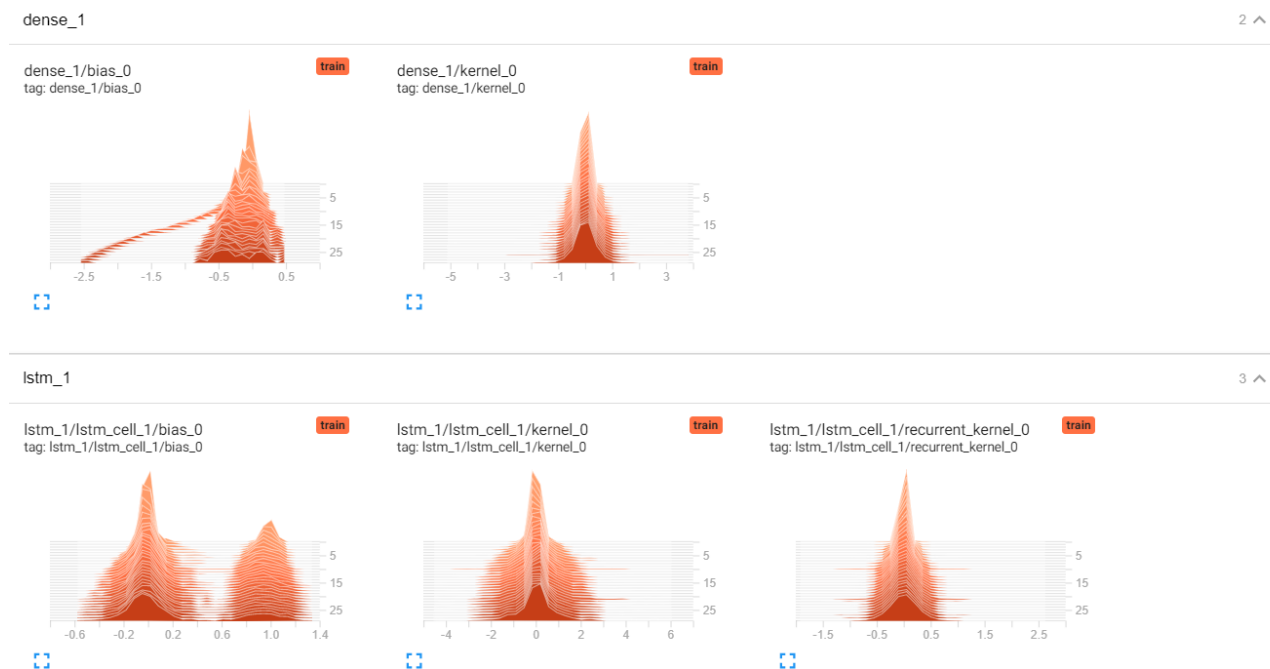 dense_1 2
dense_1/bias_0 train
tag: dense_1/bias_0
5
15
25
-2.5 -1.5 -0.5 0.5
dense_1/kernel_0 train
tag: dense_1/kernel_0
5
15
25
-5 -3 -1 1 3
lstm_1 3
lstm_1/lstm_cell_1/bias_0 train
tag: lstm_1/lstm_cell_1/bias_0
5
15
25
-0.6 -0.2 0.2 0.6 1.0 1.4
lstm_1/lstm_cell_1/kernel_0 train
tag: lstm_1/lstm_cell_1/kernel_0
5
15
25
-4 -2 0 2 4 6
lstm_1/lstm_cell_1/recurrent_kernel_0 train
tag: lstm_1/lstm_cell_1/recurrent_kernel_0
5
15
25
-1.5 -0.5 0.5 1.5 2.5